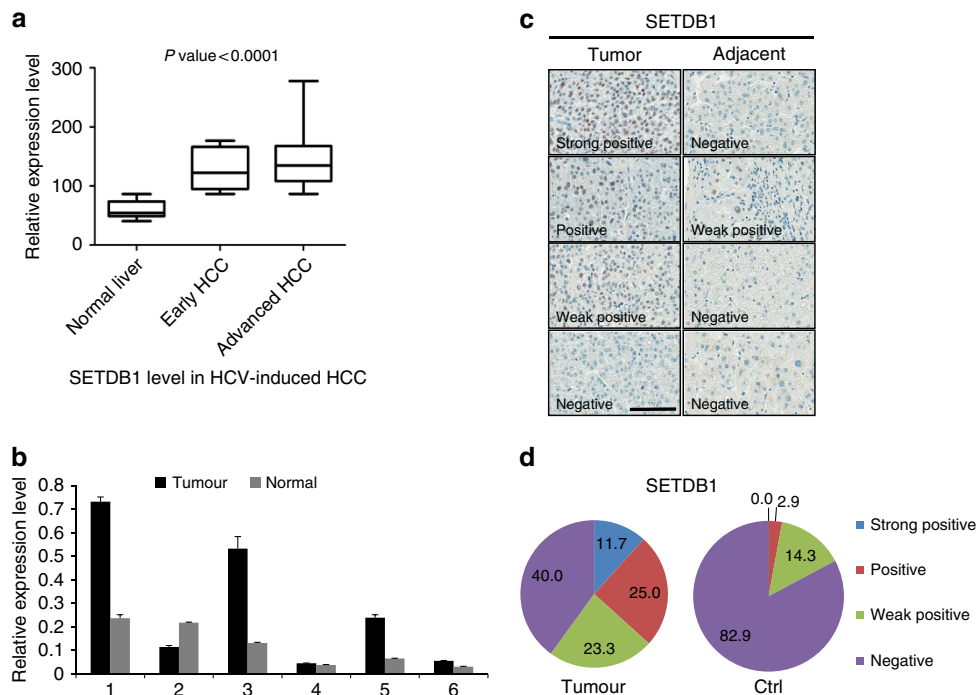 a
P value<0.0001
Relative expression level
300
200
100
0
Normal liver
Early HCC
Advanced HCC
SETDB1 level in HCV-induced HCC
b
Relative expression level
0.8
0.7
0.6
0.5
0.4
0.3
0.2
0.1
0
Tumour
Normal
1 2 3 4 5 6
c
SETDB1
Tumor Adjacent
Strong positive Negative
Positive Weak positive
Weak positive Negative
Negative Negative
d
SETDB1
11.7
25.0
23.3
40.0
Tumour
0.0
2.9
14.3
82.9
Ctrl
Strong positive
Positive
Weak positive
Negative